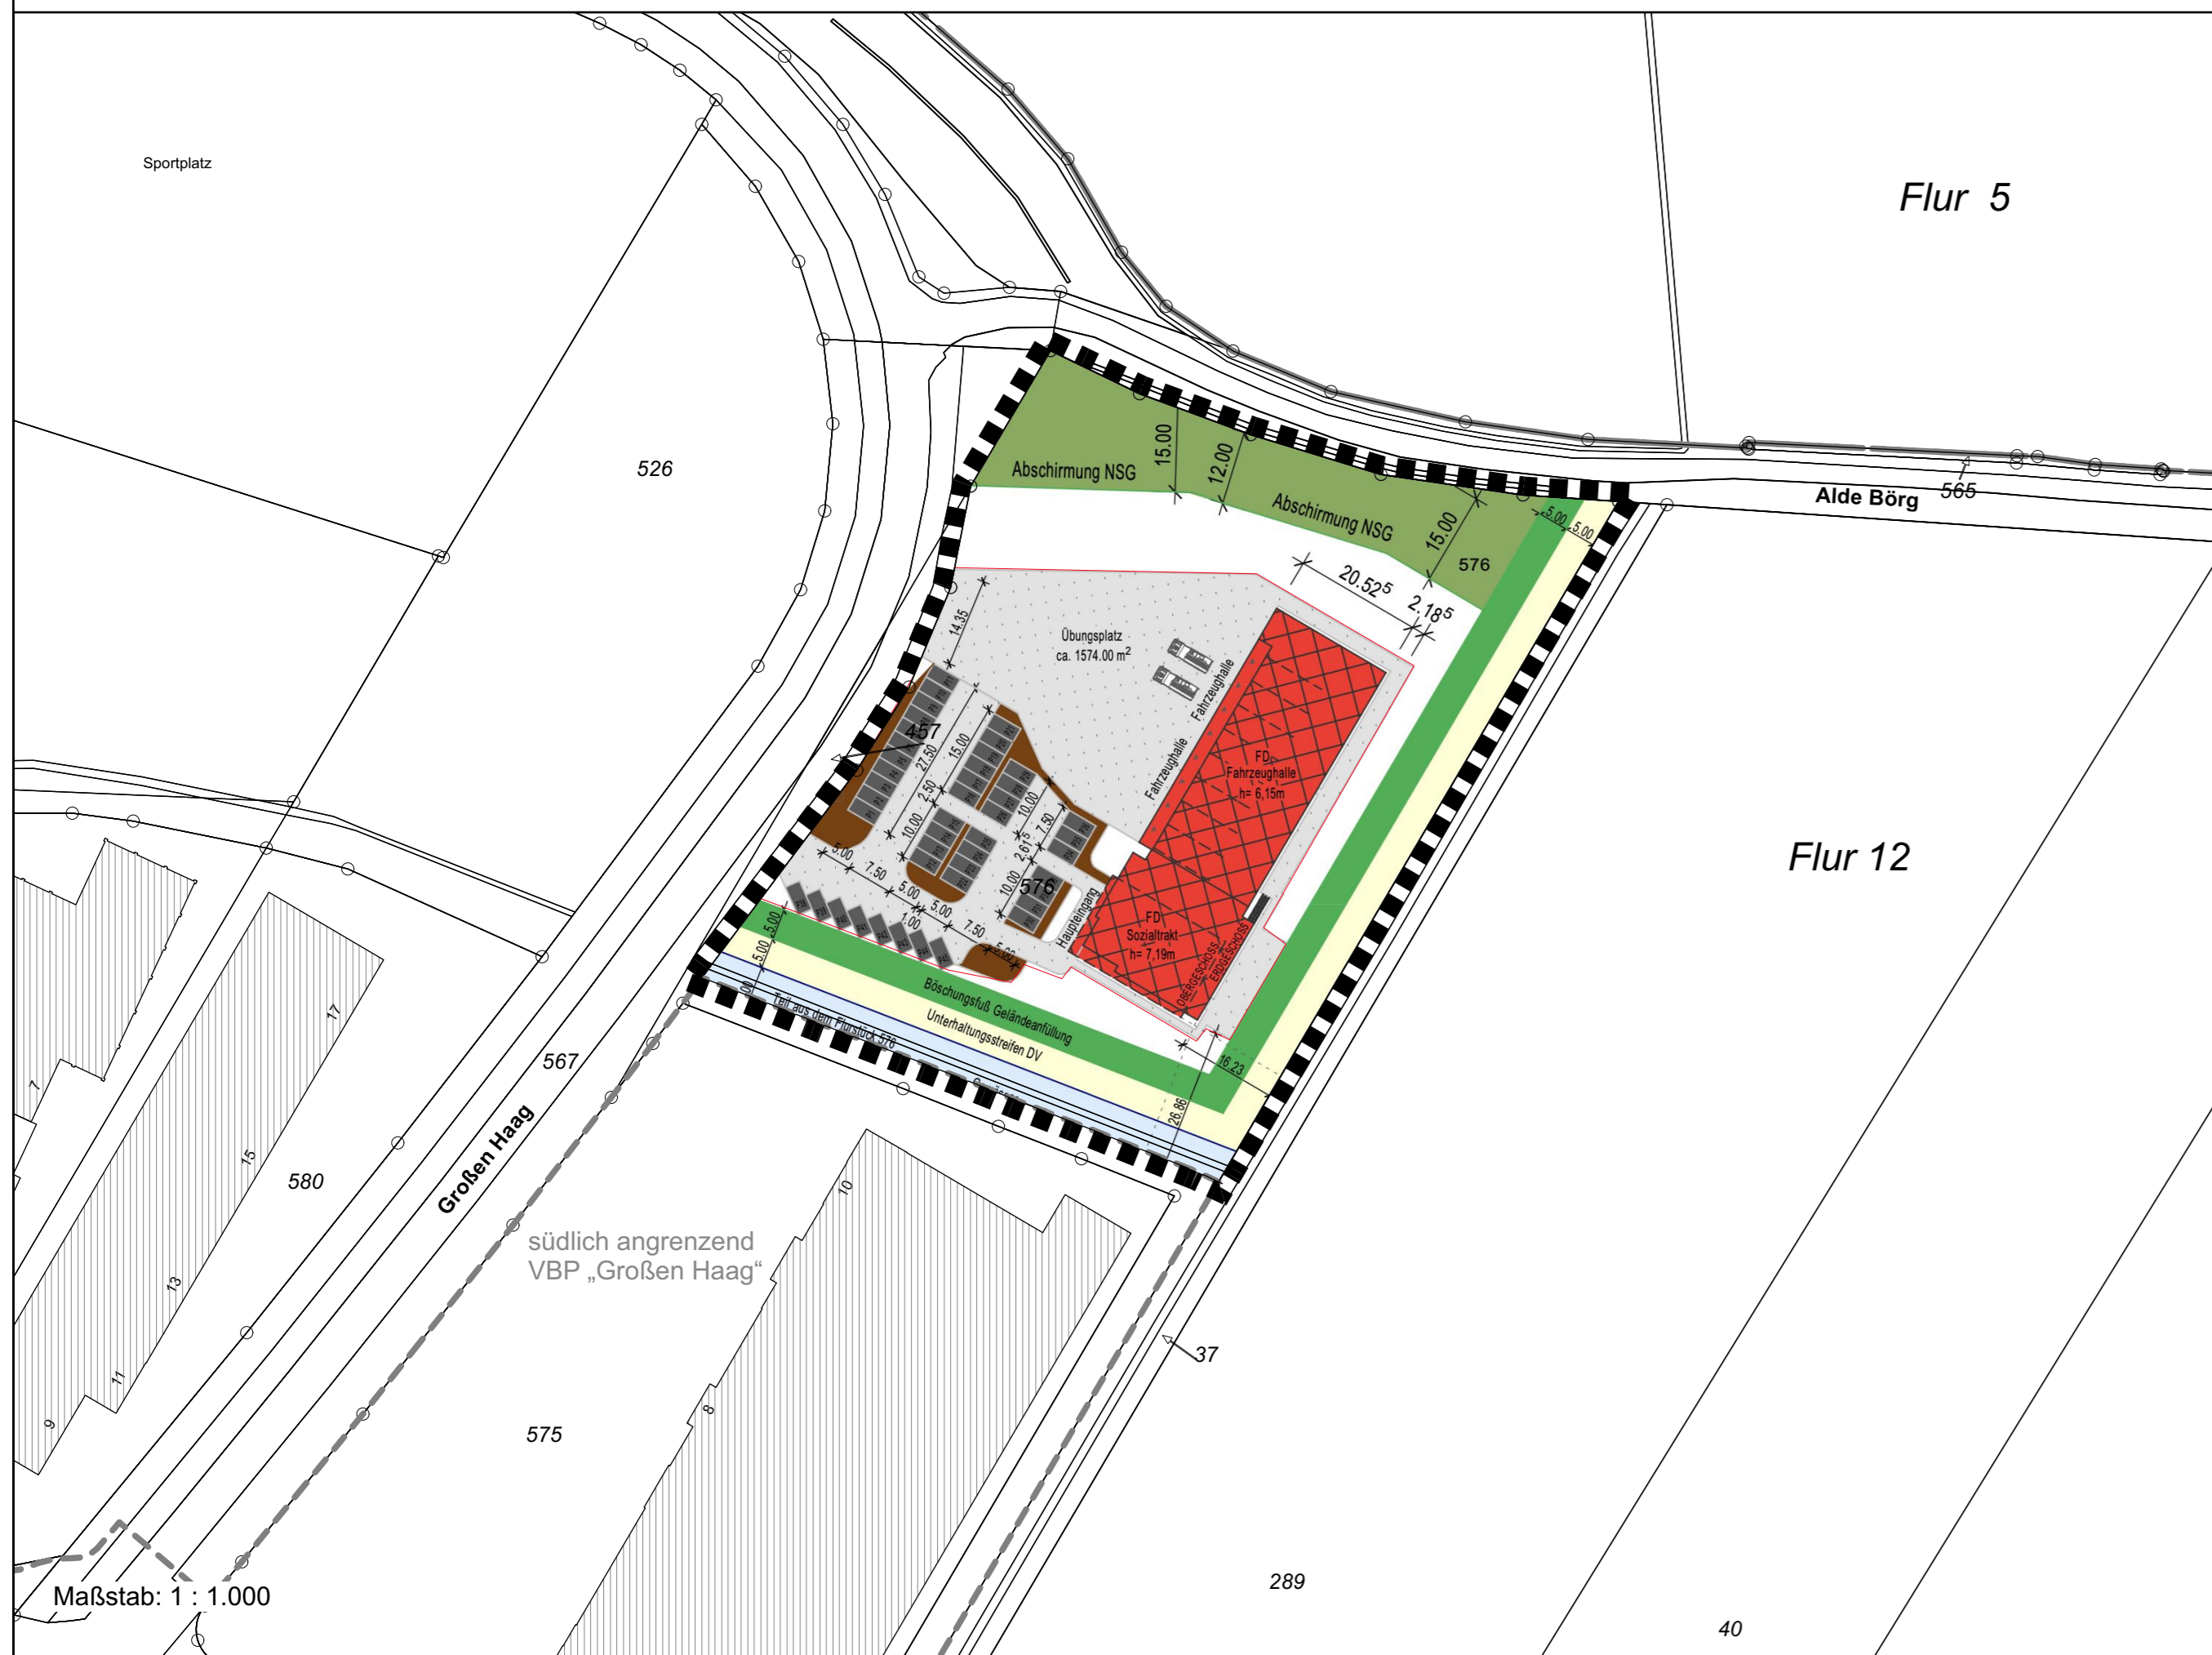 Sportplatz
Flur 5
526
15.00
12.00
Abschirmung NSG
Abschirmung NSG
15.00
5.00
5.00
Alde Börg
565
576
20.52⁵
2.18⁵
14.35
Übungsplatz
ca. 1574.00 m²
Fahrzeughalle
Fahrzeughalle
457
27.50
15.00
2.50
10.00
10.00
7.50
2.61⁵
10.00
FD
Fahrzeughalle
h= 6,15m
Flur 12
5.00
7.50
5.00
1.00
5.00
7.50
576
Haupteingang
FD
Sozialtrakt
h= 7,19m
OBERGESCHOSS
ERDGESCHOSS
5.00
5.00
Böschungsfuß Geländeanfüllung
Unterhaltungsstreifen DV
Teil aus dem Flurstück 576
16.23
26.86
17
7
15
13
11
9
567
580
Großen Haag
südlich angrenzend
VBP „Großen Haag“
10
8
37
575
289
40
Maßstab: 1 : 1.000